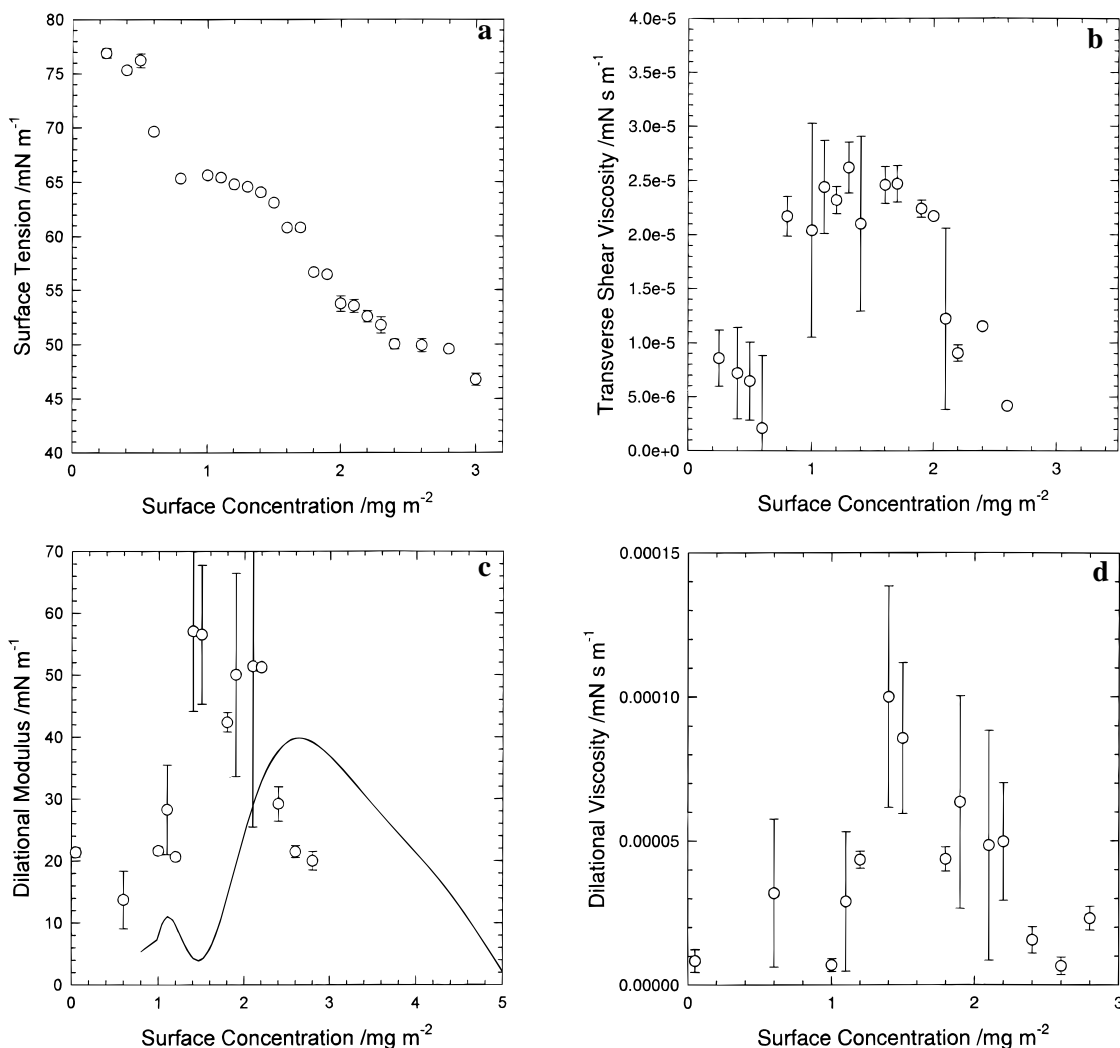 a
80
75
70
65
60
55
50
45
40
Surface Tension /mN m⁻¹
0 1 2 3
Surface Concentration /mg m⁻²
b
4.0e-5
3.5e-5
3.0e-5
2.5e-5
2.0e-5
1.5e-5
1.0e-5
5.0e-6
0.0e+0
Transverse Shear Viscosity /mN s m⁻¹
0 1 2 3
Surface Concentration /mg m⁻²
c
70
60
50
40
30
20
10
0
Dilational Modulus /mN m⁻¹
0 1 2 3 4 5
Surface Concentration /mg m⁻²
d
0.00015
0.00010
0.00005
0.00000
Dilational Viscosity /mN s m⁻¹
0 1 2 3
Surface Concentration /mg m⁻²